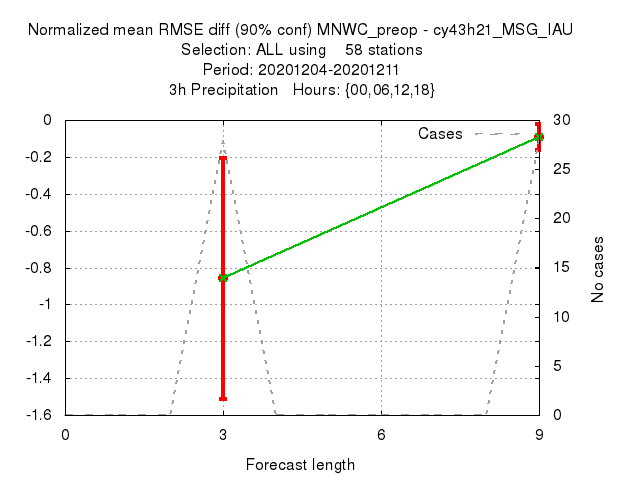 Normalized mean RMSE diff (90% conf) MNWC_preop - cy43h21_MSG_IAU
Selection: ALL using 58 stations
Period: 20201204-20201211
3h Precipitation Hours: {00,06,12,18}
Cases
0
-0.2
-0.4
-0.6
-0.8
-1
-1.2
-1.4
-1.6
30
25
20
15
10
5
0
No cases
0 3 6 9
Forecast length